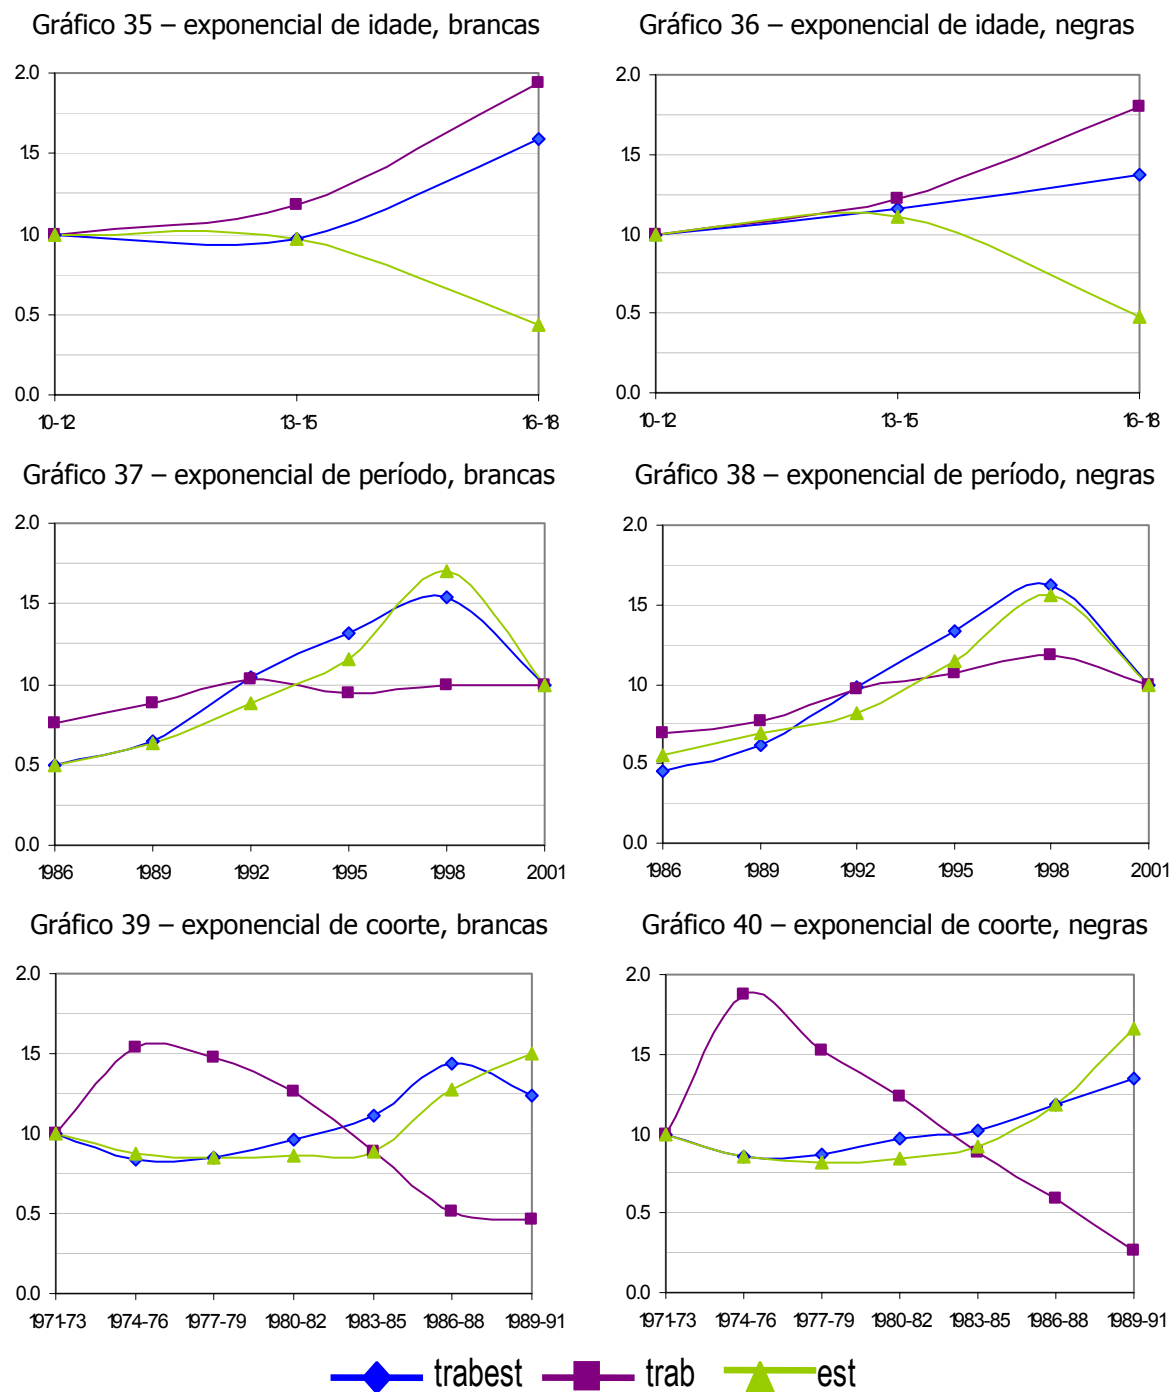 Gráfico 35 – exponencial de idade, brancas
2.0
1.5
1.0
0.5
0.0
10-12 13-15 16-18
Gráfico 36 – exponencial de idade, negras
2.0
1.5
1.0
0.5
0.0
10-12 13-15 16-18
Gráfico 37 – exponencial de período, brancas
2.0
1.5
1.0
0.5
0.0
1986 1989 1992 1995 1998 2001
Gráfico 38 – exponencial de período, negras
2.0
1.5
1.0
0.5
0.0
1986 1989 1992 1995 1998 2001
Gráfico 39 – exponencial de coorte, brancas
2.0
1.5
1.0
0.5
0.0
1971-73 1974-76 1977-79 1980-82 1983-85 1986-88 1989-91
Gráfico 40 – exponencial de coorte, negras
2.0
1.5
1.0
0.5
0.0
1971-73 1974-76 1977-79 1980-82 1983-85 1986-88 1989-91
trabest trab est